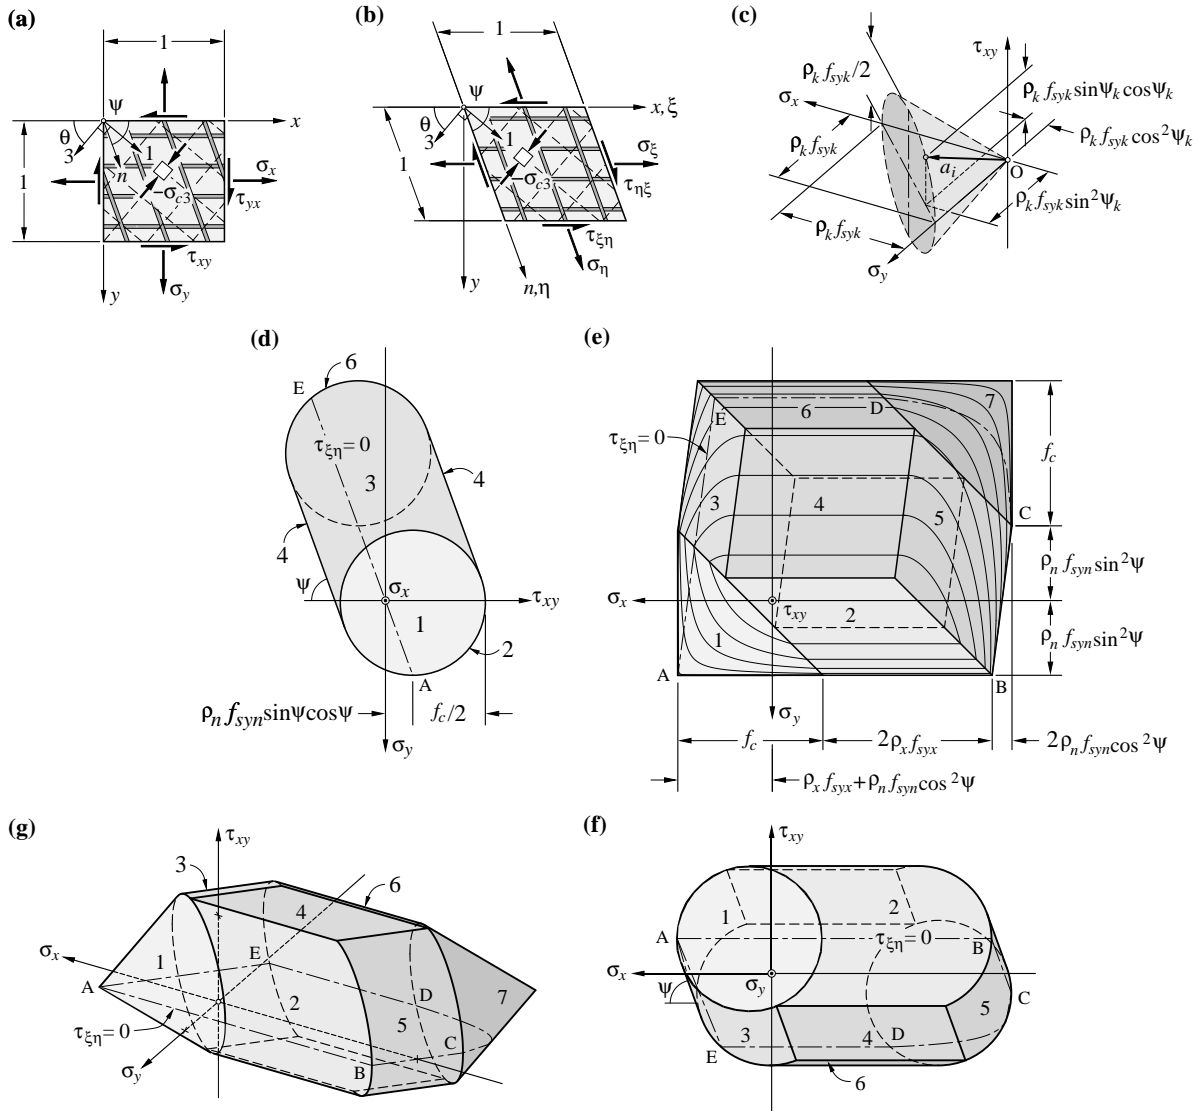 (a)
1
ψ
x
θ
3
1
n
1
-σc3
σx
τyx
τxy
σy
y
(b)
1
ψ
x,ξ
θ
3
1
1
-σc3
σξ
τηξ
τξη
ση
n,η
(c)
τxy
ρk fsyk/2
σx
ρk fsyk sinψk cosψk
ρk fsyk cos²ψk
ρk fsyk
ai
O
ρk fsyk sin²ψk
ρk fsyk
σy
(d)
6
E
τξη=0
3
4
4
ψ
σx
τxy
1
2
A
ρn fsyn sinψcosψ
fc/2
σy
(e)
7
6
D
E
τξη=0
fc
3
4
5
C
ρn fsyn sin²ψ
σx
τxy
2
1
ρn fsyn sin²ψ
A
B
σy
fc
2ρx fsyx
2ρn fsyn cos²ψ
ρx fsyx+ρn fsyn cos²ψ
(g)
τxy
3
6
4
σx
1
E
A
2
D
7
τξη=0
5
C
B
σy
(f)
τxy
1
2
A
τξη=0
B
σx
σy
ψ
C
5
3
4
D
E
6